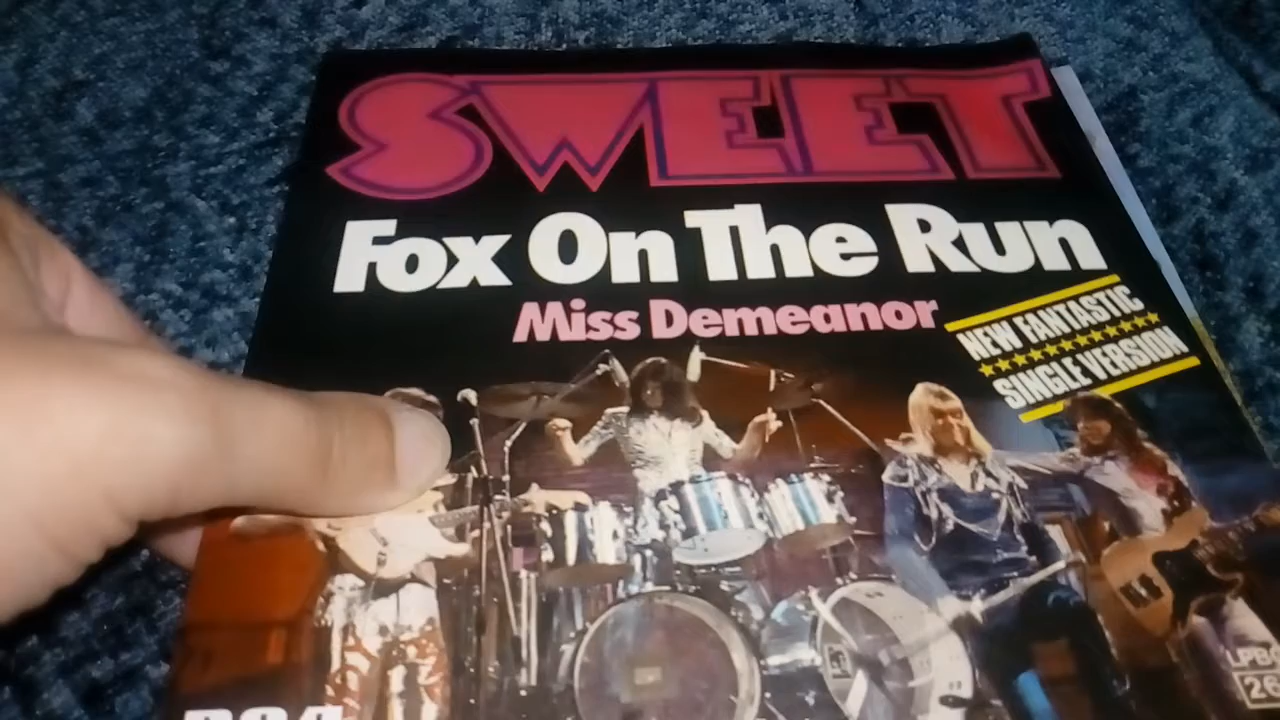 SWEET
Fox On The Run
Miss Demeanor
NEW FANTASTIC
SINGLE VERSION